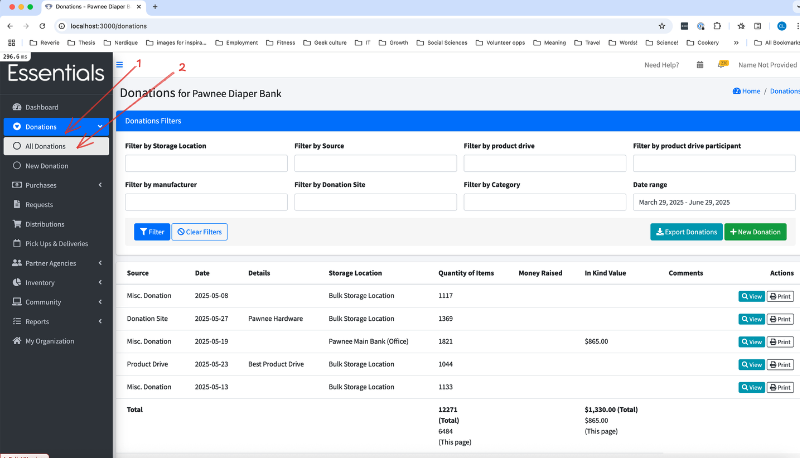 Donations - Pawnee Diaper B
localhost:3000/donations
Reverie Thesis Nerdique images for inspira... Employment Fitness Geek culture IT Growth Social Sciences Volunteer opps Meaning Travel Words! Science! Cookery » All Bookmarks
296.6 ms
1
2
Essentials
Need Help?
Name Not Provided
Dashboard
Donations
All Donations
New Donation
Purchases
Requests
Distributions
Pick Ups & Deliveries
Partner Agencies
Inventory
Community
Reports
My Organization
Donations for Pawnee Diaper Bank
Home / Donations
Donations Filters
Filter by Storage Location Filter by Source Filter by product drive Filter by product drive participant
Filter by manufacturer Filter by Donation Site Filter by Category Date range
March 29, 2025 - June 29, 2025
Filter Clear Filters Export Donations New Donation
Source Date Details Storage Location Quantity of Items Money Raised In Kind Value Comments Actions
Misc. Donation 2025-05-08 Bulk Storage Location 1117 View Print
Donation Site 2025-05-27 Pawnee Hardware Bulk Storage Location 1369 View Print
Misc. Donation 2025-05-19 Pawnee Main Bank (Office) 1821 $865.00 View Print
Product Drive 2025-05-23 Best Product Drive Bulk Storage Location 1044 View Print
Misc. Donation 2025-05-13 Bulk Storage Location 1133 View Print
Total 12271 $1,330.00 (Total)
(Total) $865.00
6484 (This page)
(This page)